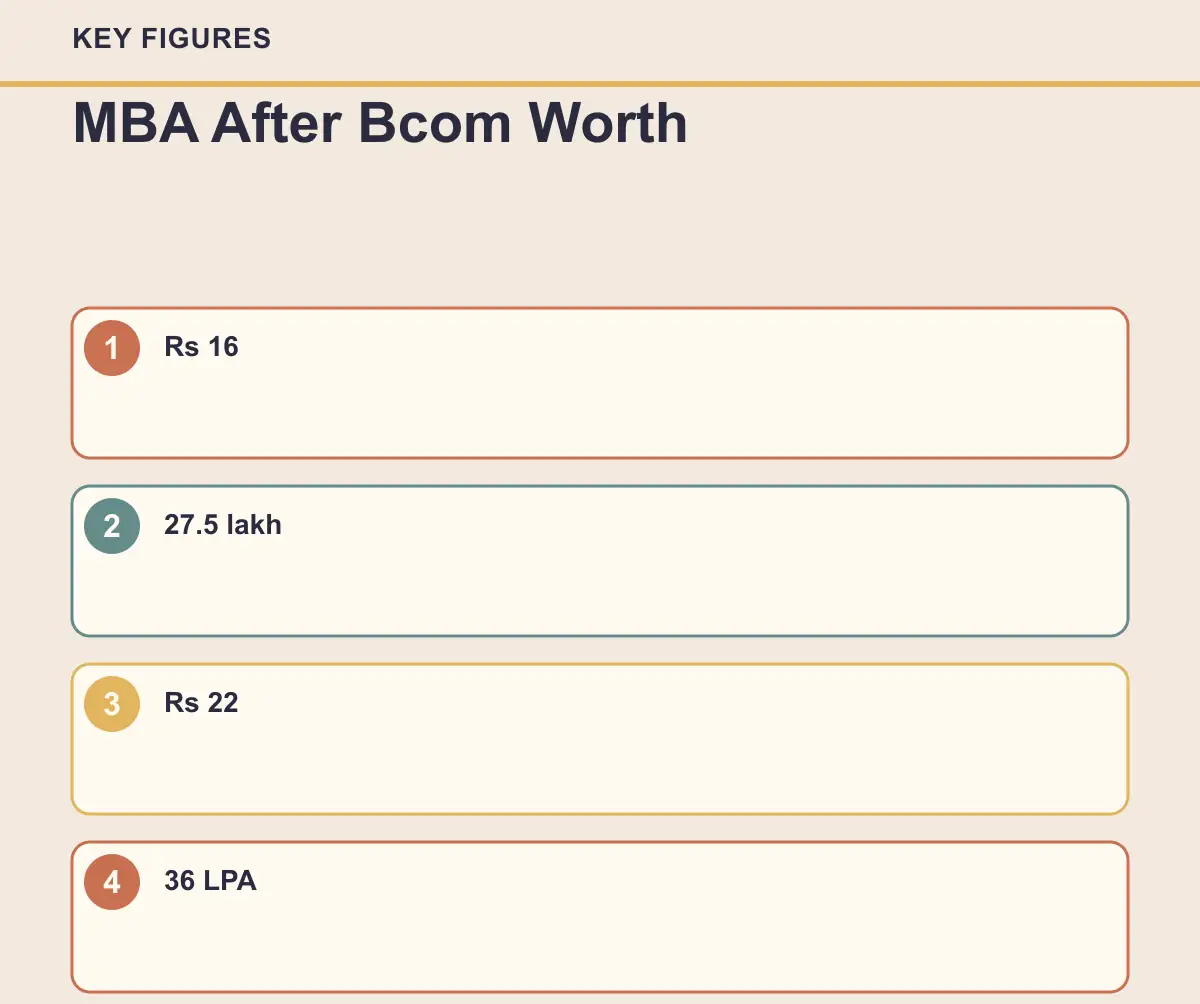 KEY FIGURES
MBA After Bcom Worth
1 Rs 16
2 27.5 lakh
3 Rs 22
4 36 LPA